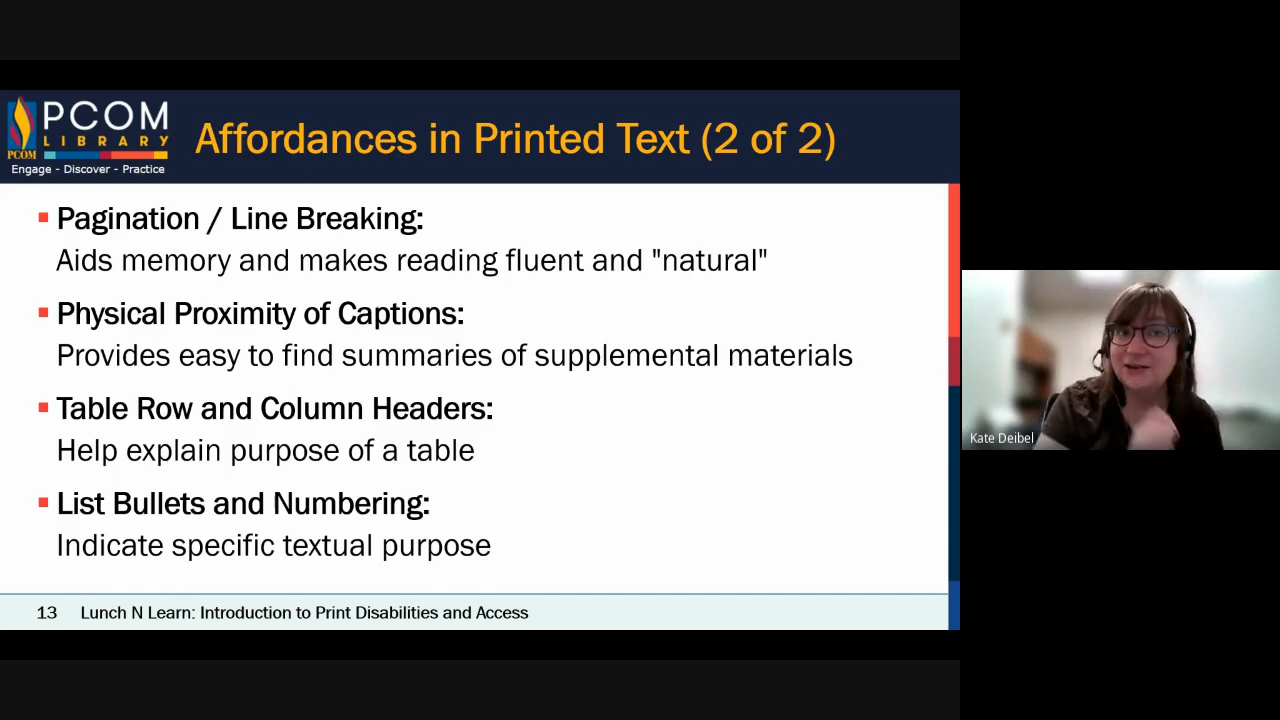 PCOM
LIBRARY
PCOM
Engage - Discover - Practice
Affordances in Printed Text (2 of 2)
▪ Pagination / Line Breaking:
Aids memory and makes reading fluent and "natural"
▪ Physical Proximity of Captions:
Provides easy to find summaries of supplemental materials
▪ Table Row and Column Headers:
Help explain purpose of a table
▪ List Bullets and Numbering:
Indicate specific textual purpose
13 Lunch N Learn: Introduction to Print Disabilities and Access
Kate Deibel